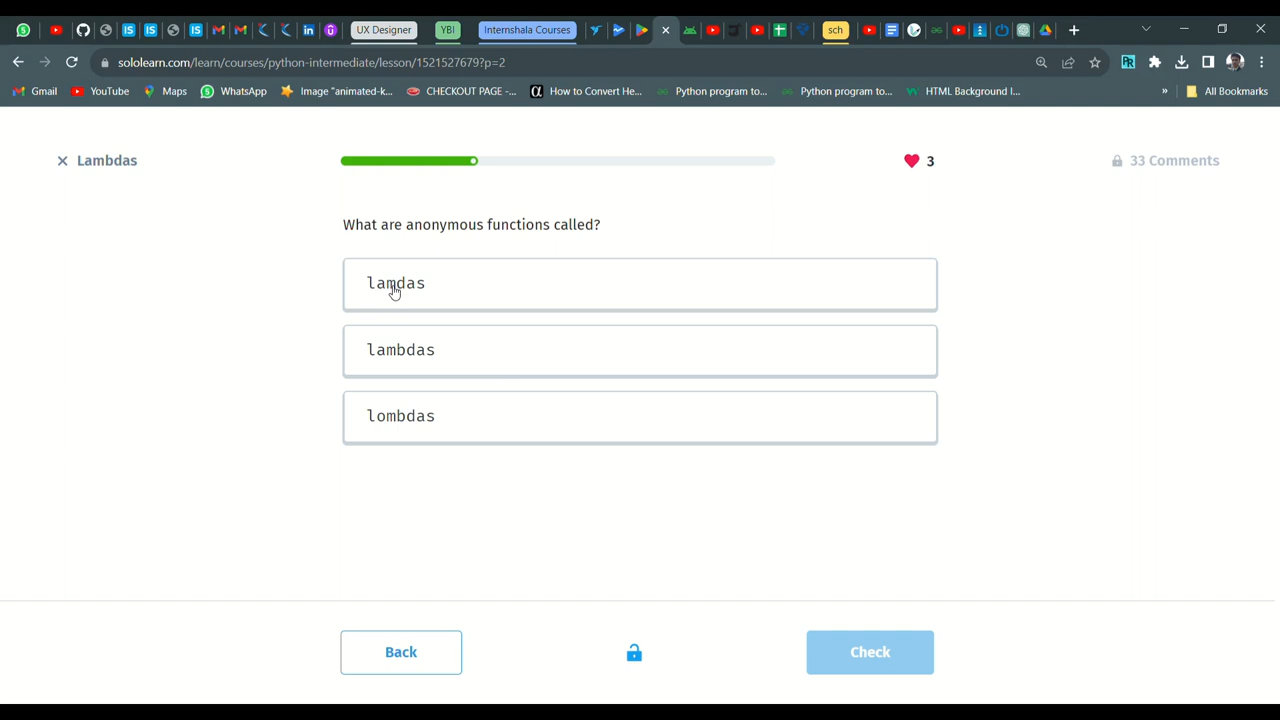 UX Designer
YBI
Internshala Courses
sch
sololearn.com/learn/courses/python-intermediate/lesson/1521527679?p=2
Gmail
YouTube
Maps
WhatsApp
Image "animated-k...
CHECKOUT PAGE -...
How to Convert He...
Python program to...
Python program to...
HTML Background I...
»
All Bookmarks
Lambdas
3
33 Comments
What are anonymous functions called?
lamdas
lambdas
lombdas
Back
Check